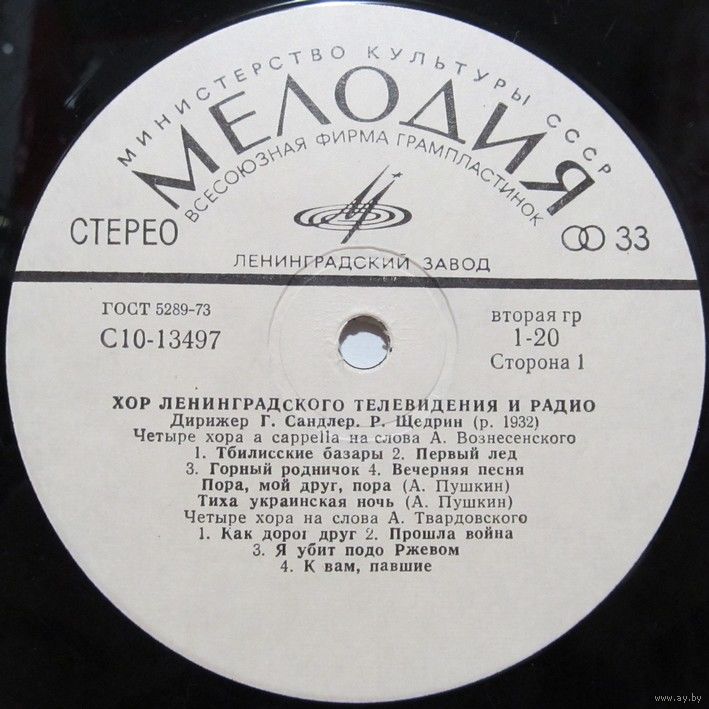 МИНИСТЕРСТВО КУЛЬТУРЫ СССР
МЕЛОДИЯ
ВСЕСОЮЗНАЯ ФИРМА ГРАМПЛАСТИНОК
СТЕРЕО
33
ЛЕНИНГРАДСКИЙ ЗАВОД
ГОСТ 5289-73
С10-13497
вторая гр
1-20
Сторона 1
ХОР ЛЕНИНГРАДСКОГО ТЕЛЕВИДЕНИЯ И РАДИО
Дирижер Г. Сандлер. Р. Щедрин (р. 1932)
Четыре хора a cappella на слова А. Вознесенского
1. Тбилисские базары 2. Первый лед
3. Горный родничок 4. Вечерняя песня
Пора, мой друг, пора (А. Пушкин)
Тиха украинская ночь (А. Пушкин)
Четыре хора на слова А. Твардовского
1. Как дорог друг 2. Прошла война
3. Я убит подо Ржевом
4. К вам, павшие
www.ay.by